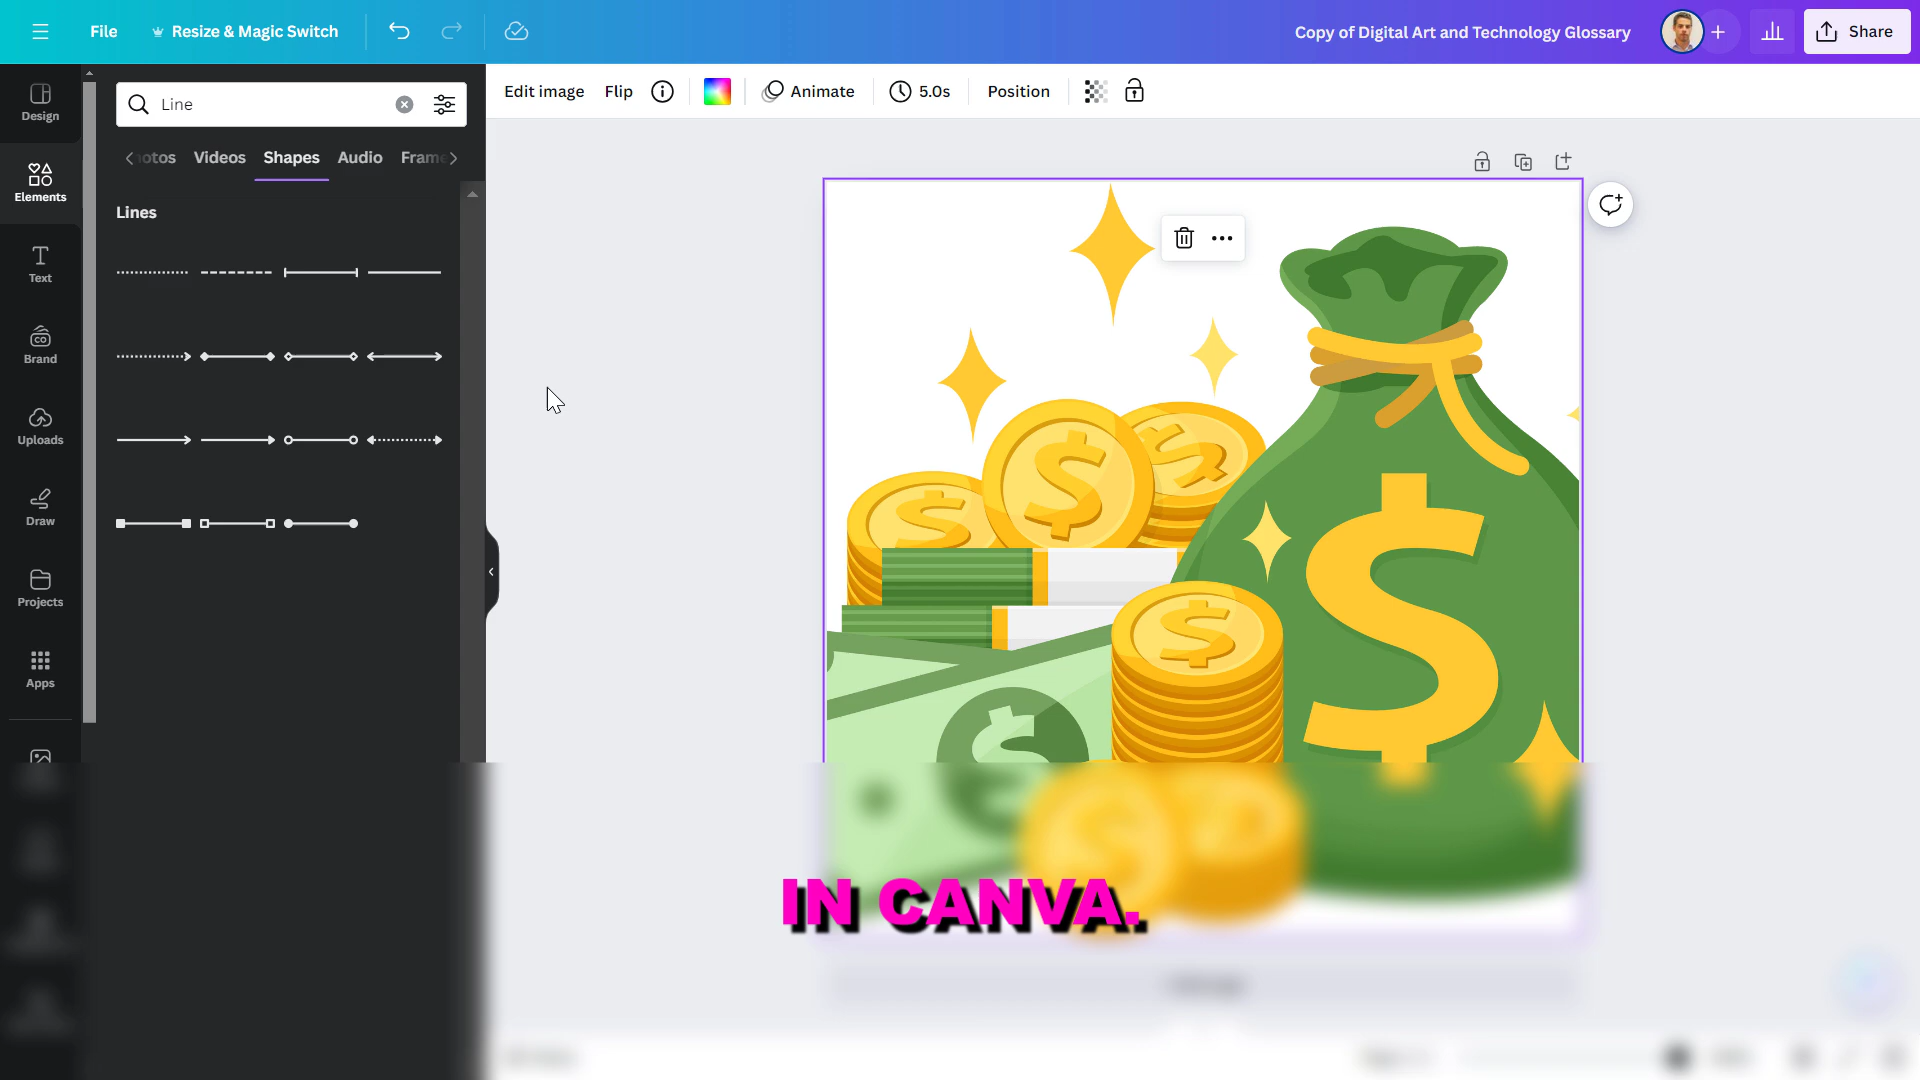 File
Resize & Magic Switch
Copy of Digital Art and Technology Glossary
Share
Design
Elements
Text
Brand
Uploads
Draw
Projects
Apps
Line
otos
Videos
Shapes
Audio
Frame
Lines
Edit image
Flip
Animate
5.0s
Position
$
$
$
$
$
IN CANVA.